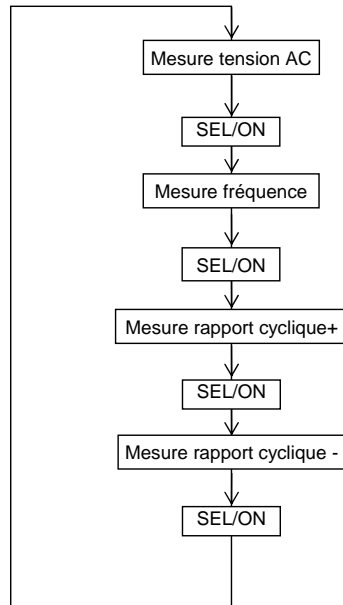 Mesure tension AC
SEL/ON
Mesure fréquence
SEL/ON
Mesure rapport cyclique+
SEL/ON
Mesure rapport cyclique -
SEL/ON